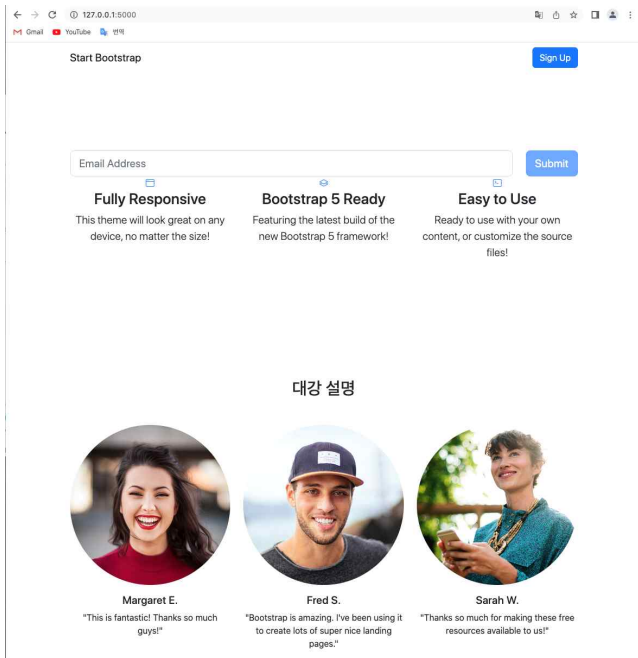 127.0.0.1:5000
Gmail YouTube 번역
Start Bootstrap Sign Up
Email Address Submit
Fully Responsive Bootstrap 5 Ready Easy to Use
This theme will look great on any Featuring the latest build of the Ready to use with your own
device, no matter the size! new Bootstrap 5 framework! content, or customize the source
files!
대강 설명
Margaret E. Fred S. Sarah W.
"This is fantastic! Thanks so much "Bootstrap is amazing. I've been using it "Thanks so much for making these free
guys!" to create lots of super nice landing resources available to us!"
pages."